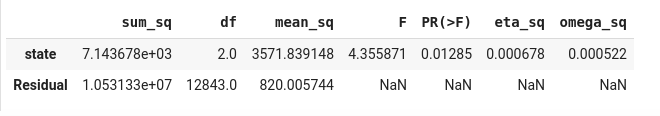 sum_sq df mean_sq F PR(>F) eta_sq omega_sq
state 7.143678e+03 2.0 3571.839148 4.355871 0.01285 0.000678 0.000522
Residual 1.053133e+07 12843.0 820.005744 NaN NaN NaN NaN